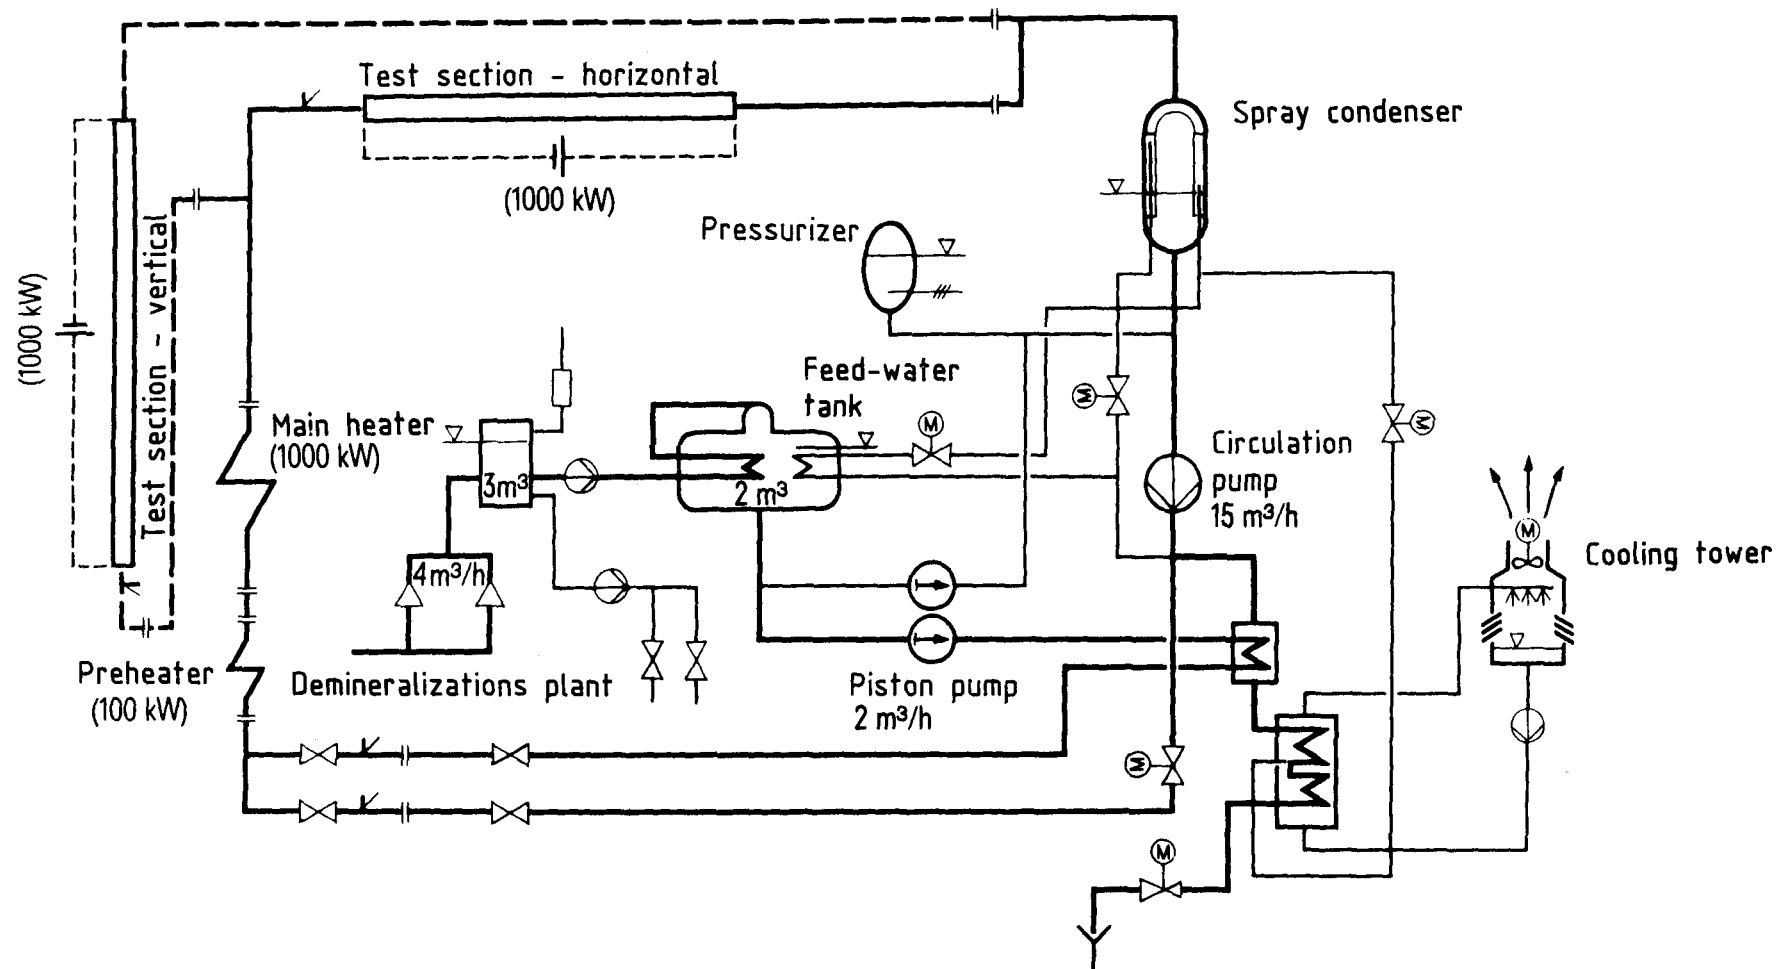 Test section - horizontal
(1000 kW)
Spray condenser
Pressurizer
(1000 kW)
Test section - vertical
Feed-water
tank
M
M
M
Main heater
(1000 kW)
3m³
2 m³
Circulation
pump
15 m³/h
M
Cooling tower
4m³/h
Preheater
(100 kW)
Demineralizations plant
Piston pump
2 m³/h
M
M